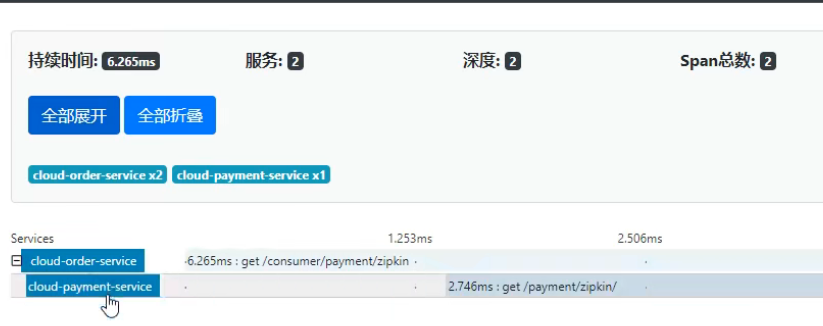 持续时间: 6.265ms 服务: 2 深度: 2 Span总数: 2
全部展开 全部折叠
cloud-order-service x2 cloud-payment-service x1
Services 1.253ms 2.506ms
cloud-order-service 6.265ms : get /consumer/payment/zipkin
cloud-payment-service 2.746ms : get /payment/zipkin/